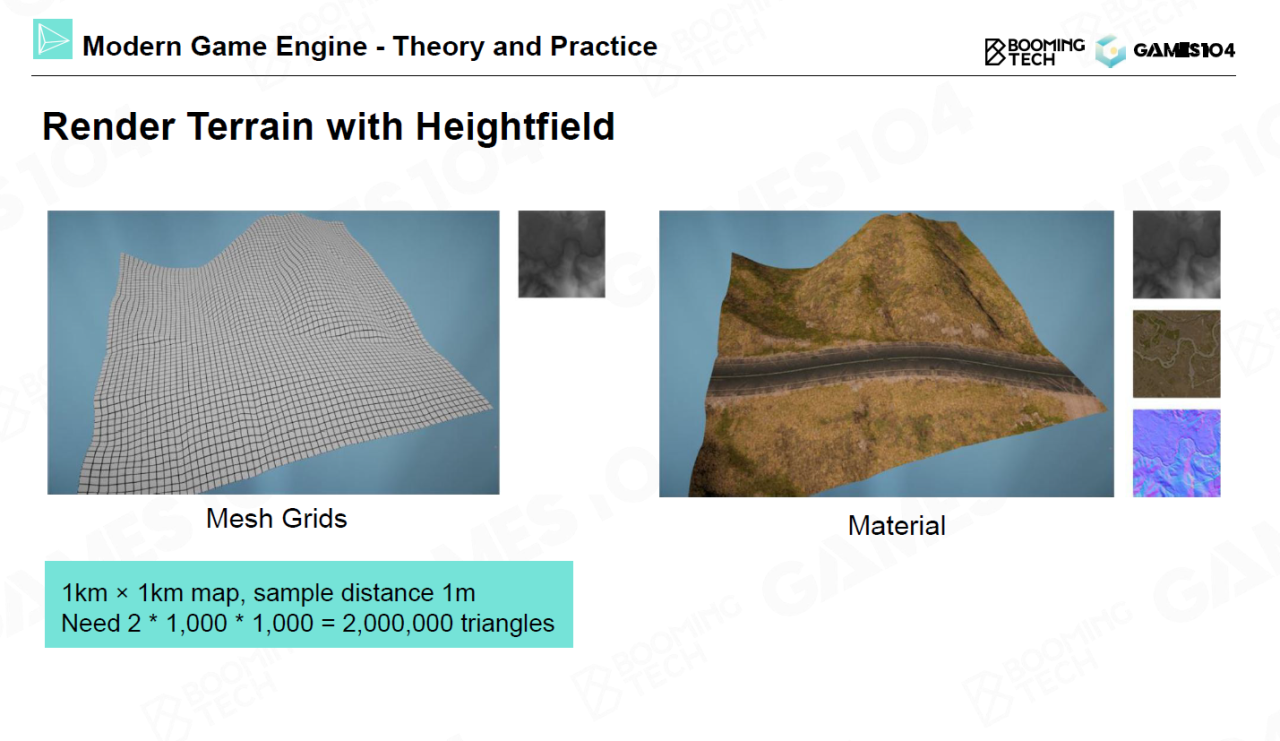 Modern Game Engine - Theory and Practice
BOOMING
TECH
GAMES104
Render Terrain with Heightfield
Mesh Grids
Material
1km × 1km map, sample distance 1m
Need 2 * 1,000 * 1,000 = 2,000,000 triangles